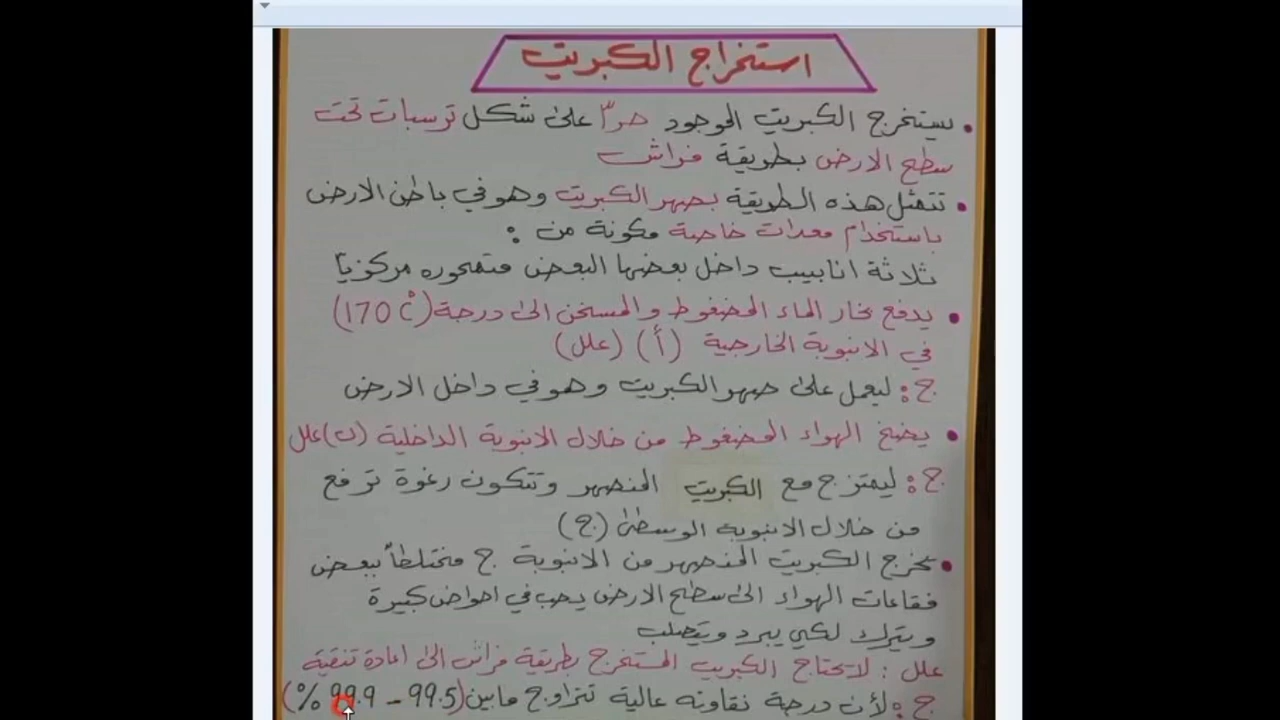 استخراج الكبريت
• يستخرج الكبريت الموجود حرّاً على شكل ترسبات تحت
سطح الارض بطريقة فراش
• تتمثل هذه الطريقة بصهر الكبريت وهو في باطن الارض
باستخدام معدات خاصة مكونة من :
ثلاثة انابيب داخل بعضها البعض متمحوره مركزياً
• يدفع بخار الماء المضغوط والمسخن الى درجة (170 C°)
في الانبوبة الخارجية (أ) (علل)
ج : ليعمل على صهر الكبريت وهو في داخل الارض
• يضخ الهواء المضغوط من خلال الانبوبة الداخلية (ب) علل
ج : ليمتزج مع الكبريت المنصهر وتتكون رغوة ترفع
من خلال الانبوبة الوسطى (ج)
• يخرج الكبريت المنصهر من الانبوبة ج مختلطاً ببعض
فقاعات الهواء الى سطح الارض يصب في احواض كبيرة
ويترك لكي يبرد ويتصلب
علل : لا يحتاج الكبريت المستخرج بطريقة فراش الى اعادة تنقية
ج : لأن درجة نقاوته عالية تتراوح مابين (99.5 - 99.9 %)